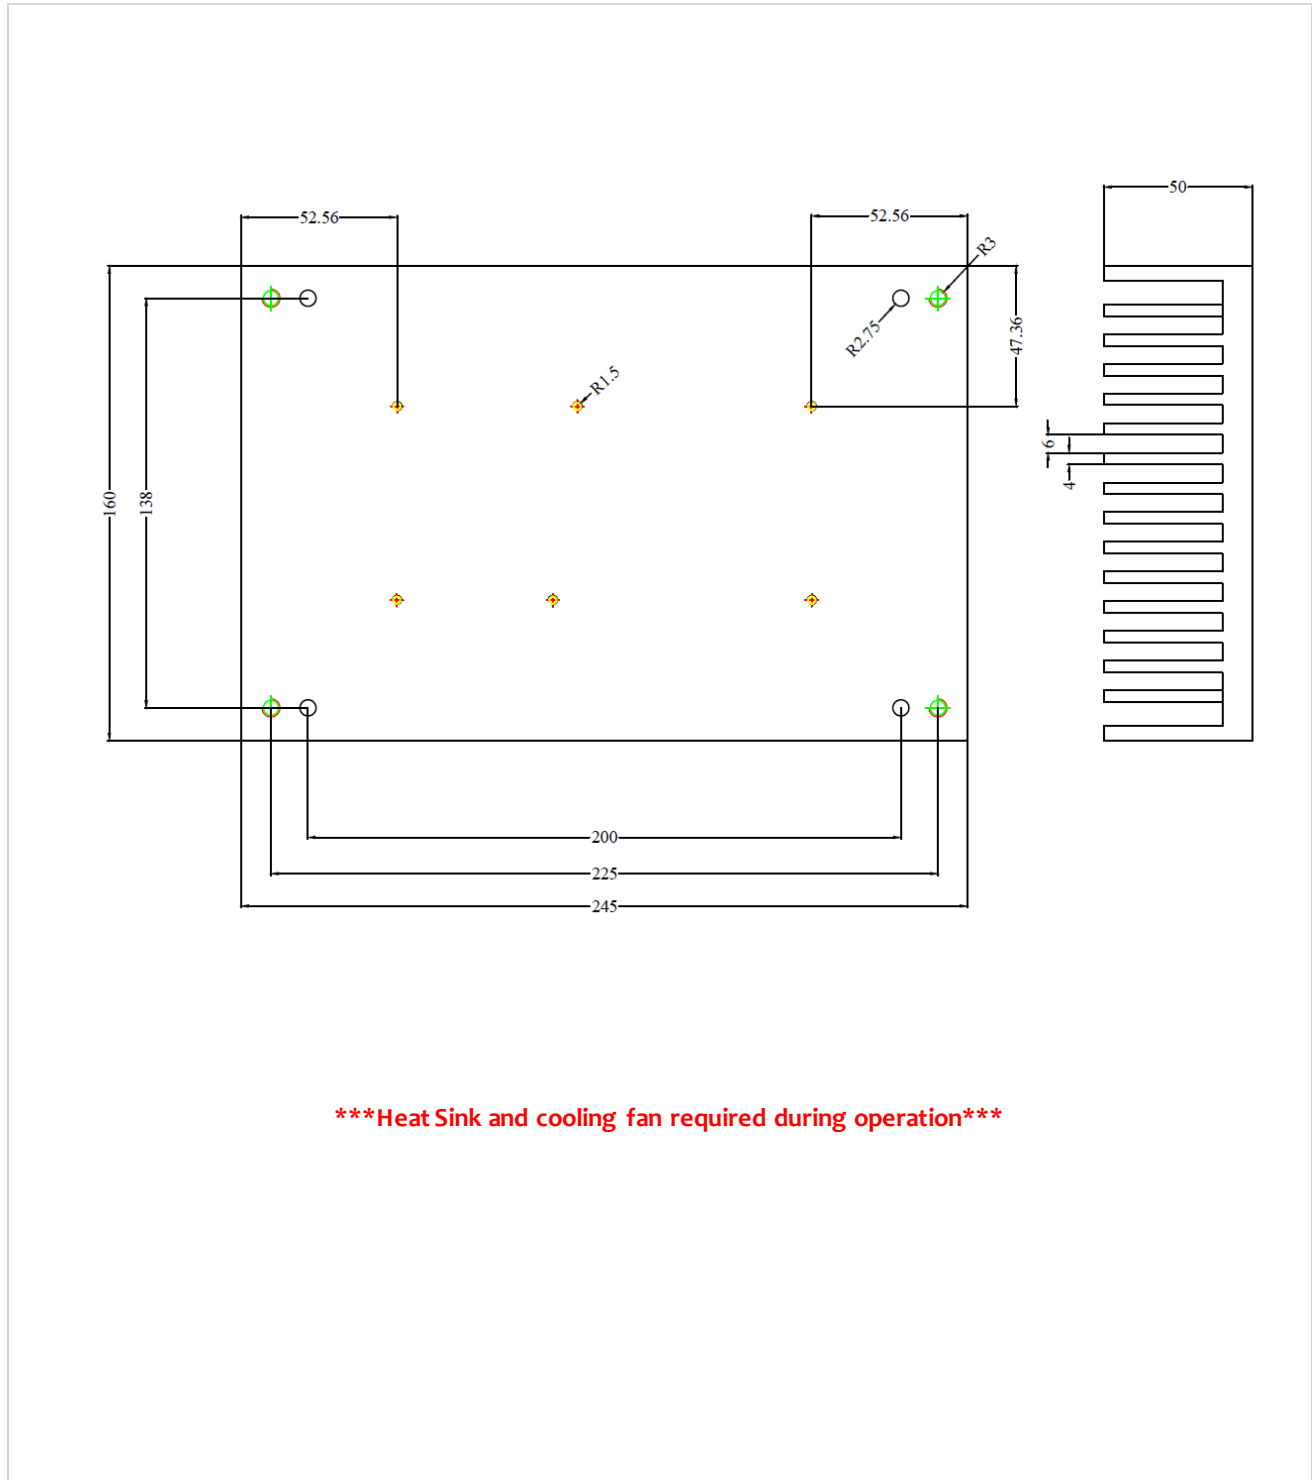 50
52.56
52.56
R3
R2.75
47.36
R1.5
6
4
160
138
200
225
245
***Heat Sink and cooling fan required during operation***